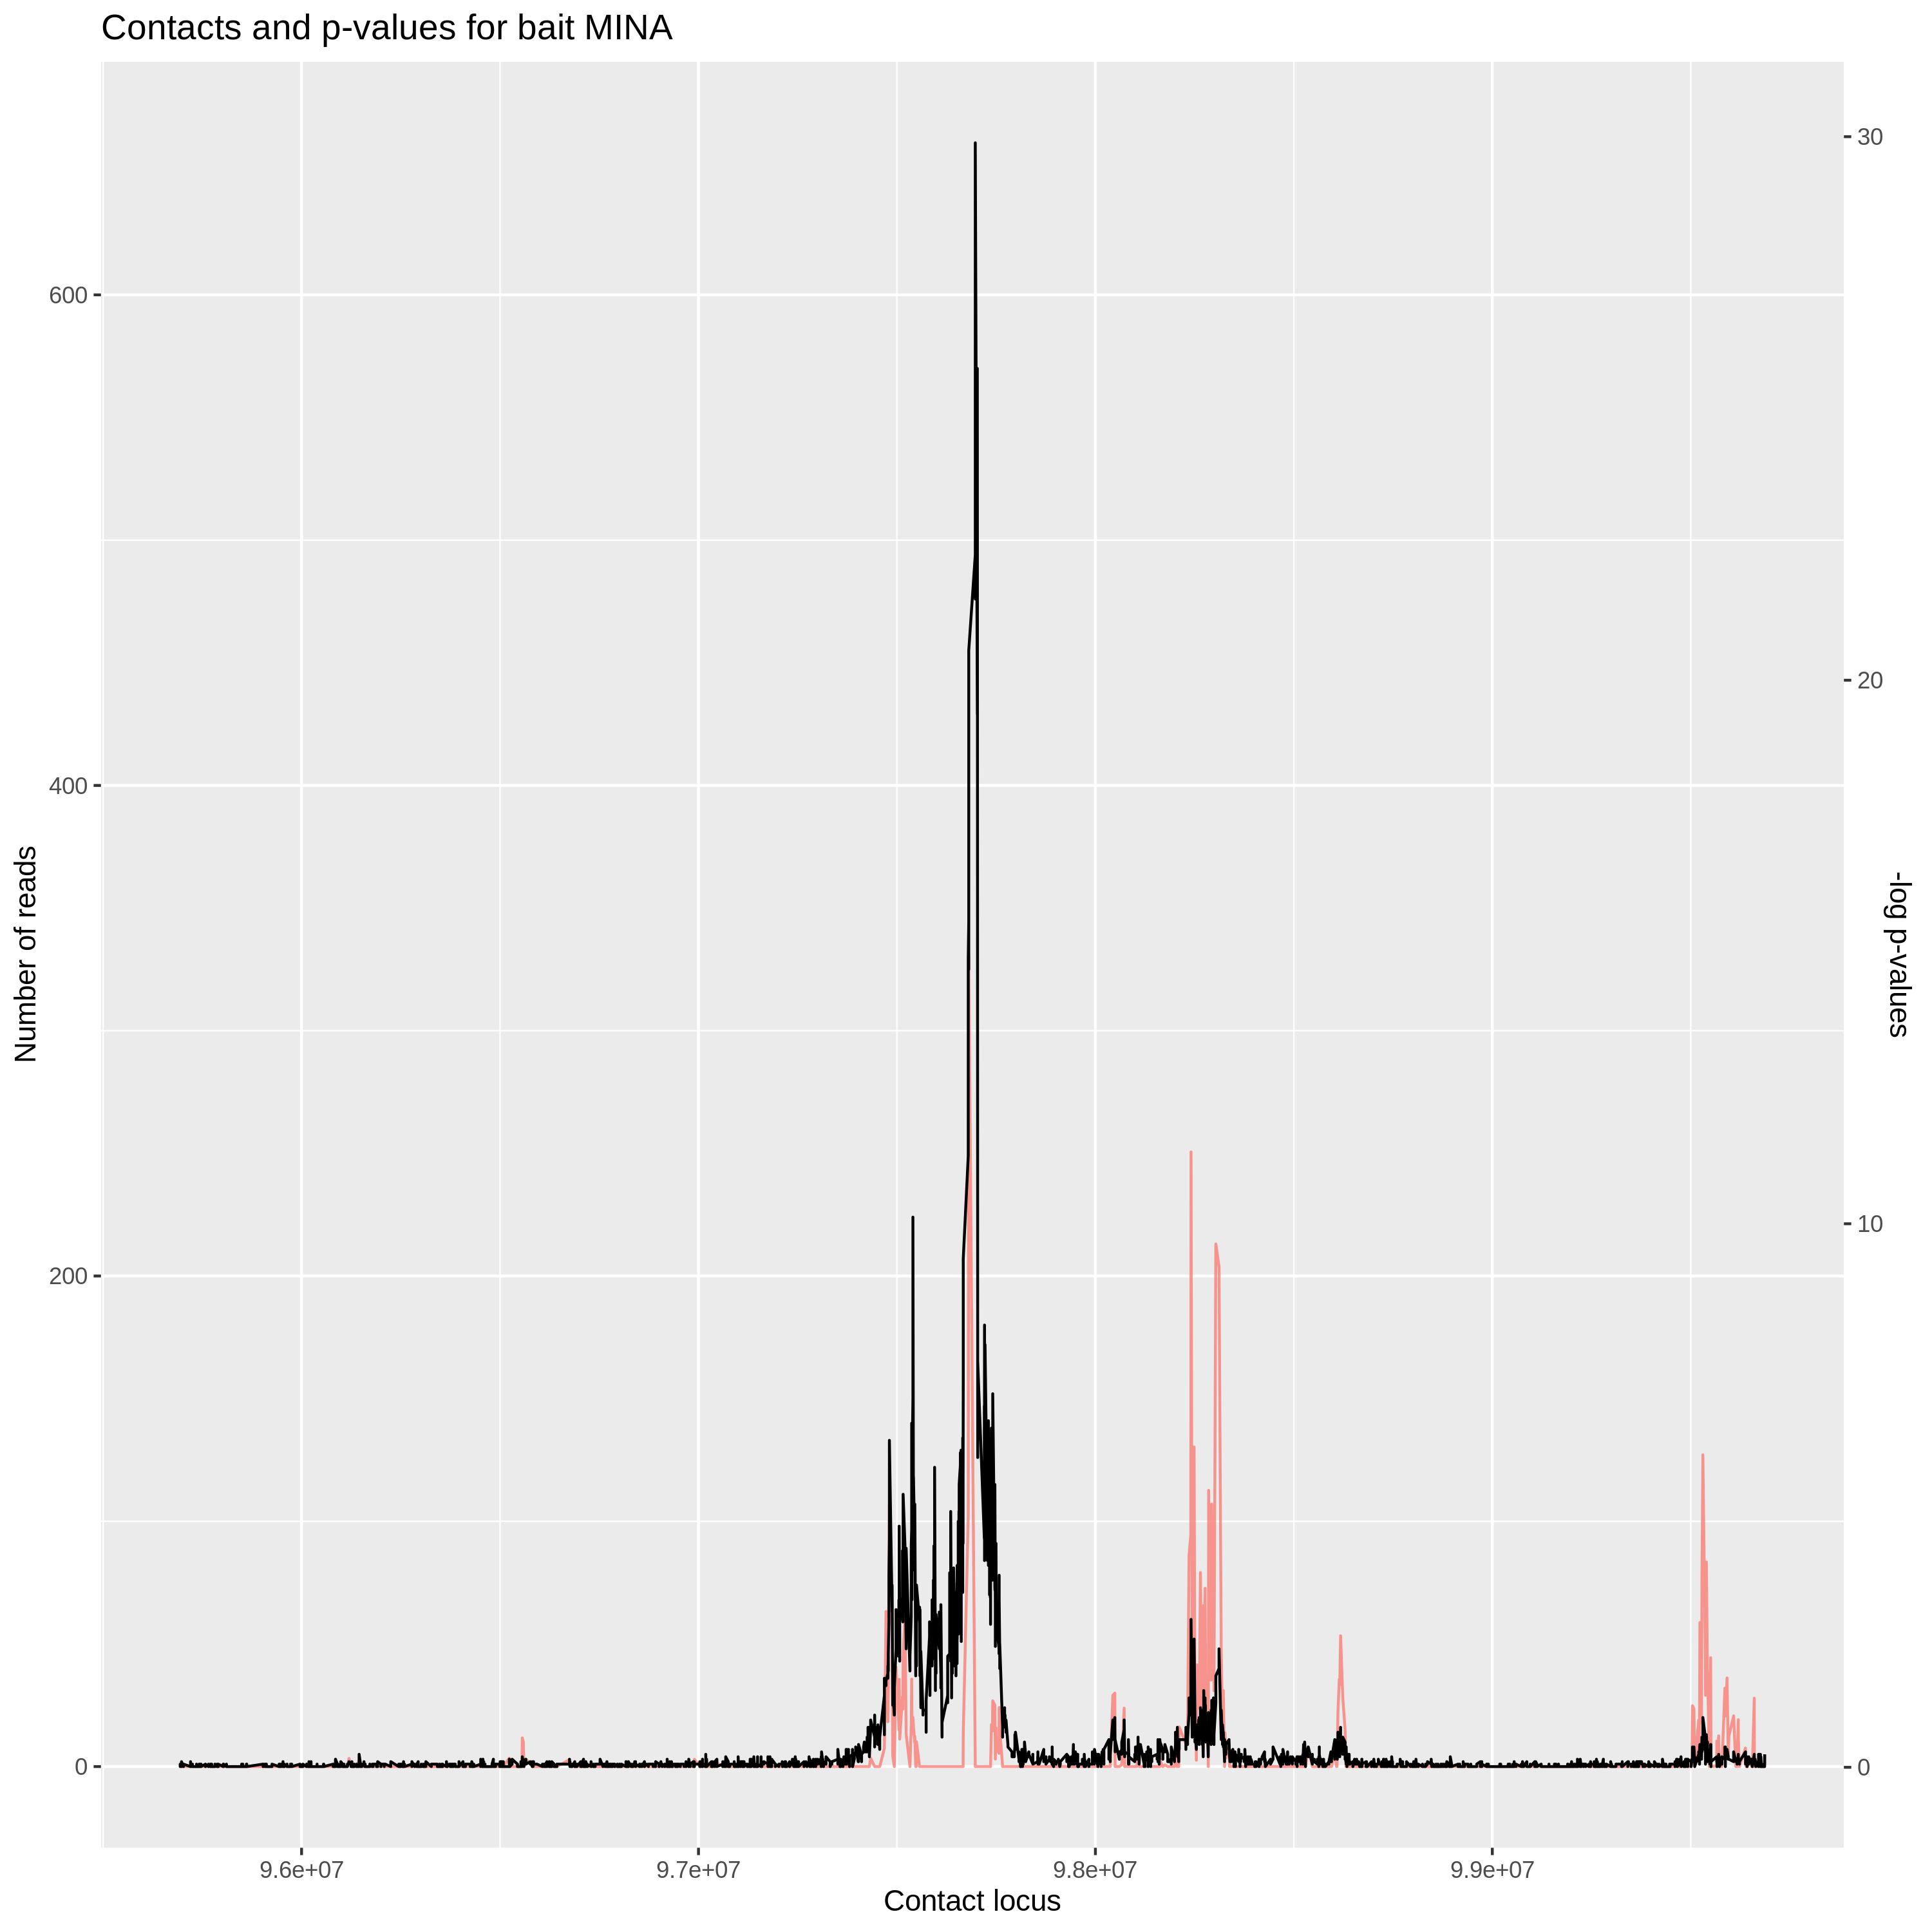 Contacts and p-values for bait MINA
30
600
20
400
Number of reads
-log p-values
10
200
0
0
9.6e+07
9.7e+07
9.8e+07
9.9e+07
Contact locus